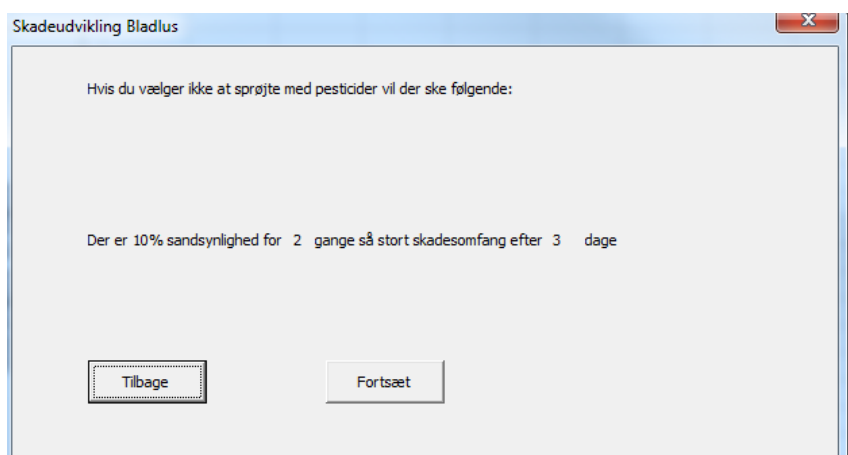 Skadeudvikling Bladlus
Hvis du vælger ikke at sprøjte med pesticider vil der ske følgende:
Der er 10% sandsynlighed for 2 gange så stort skadesomfang efter 3 dage
Tilbage
Fortsæt